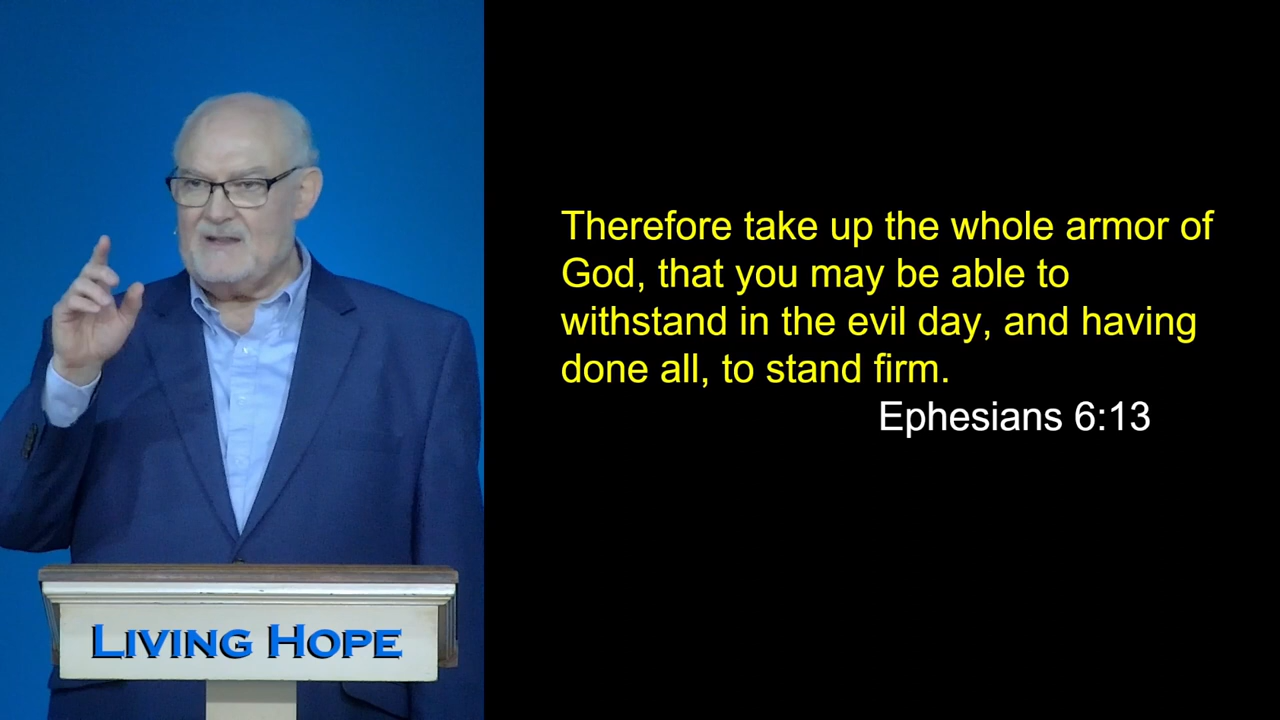 Therefore take up the whole armor of
God, that you may be able to
withstand in the evil day, and having
done all, to stand firm.
Ephesians 6:13
LIVING HOPE